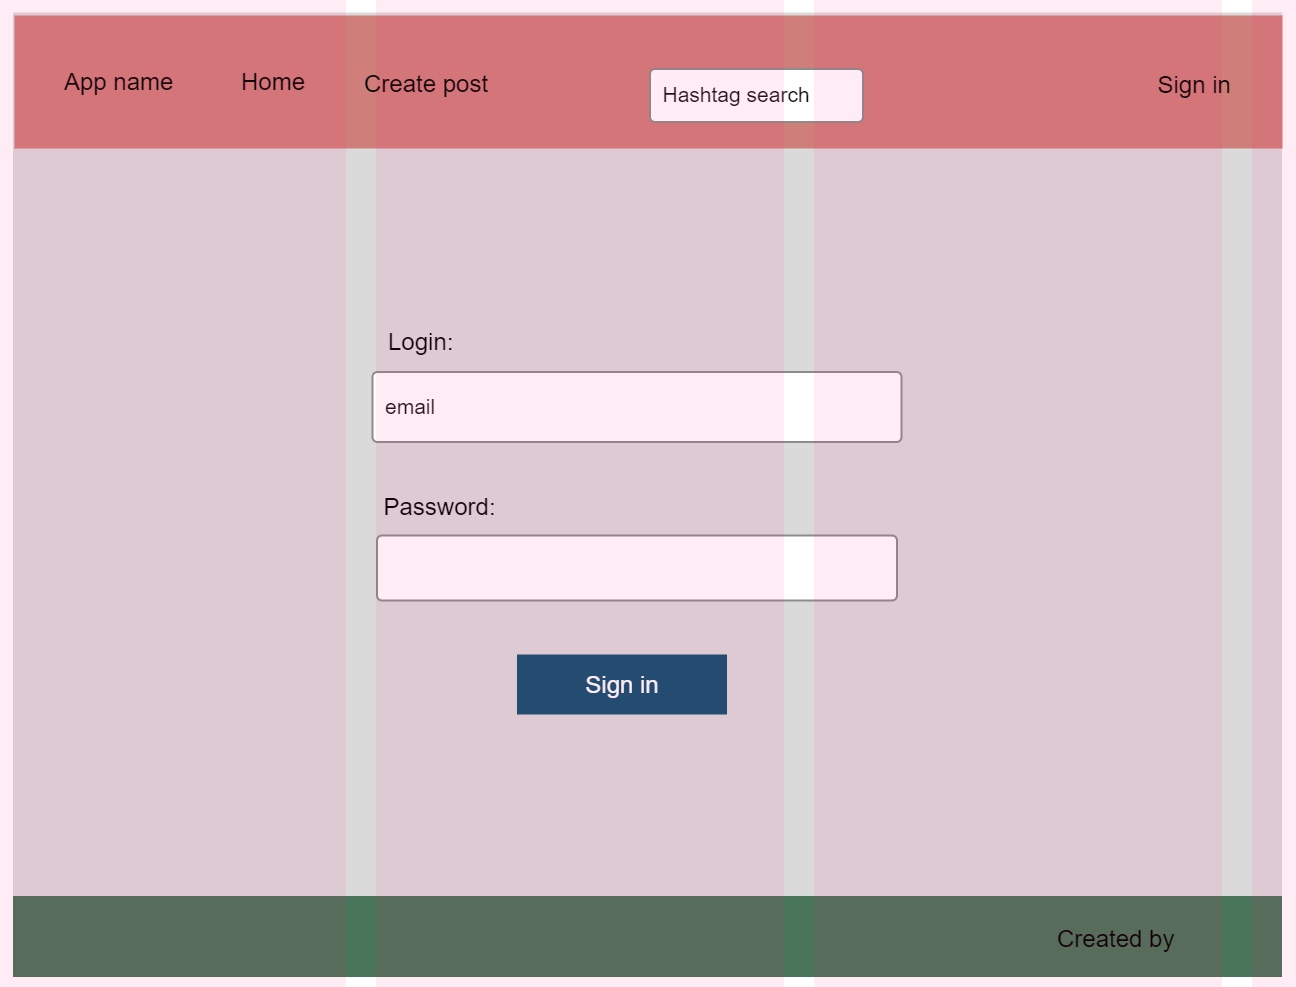 App name
Home
Create post
Hashtag search
Sign in
Login:
email
Password:
Sign in
Created by